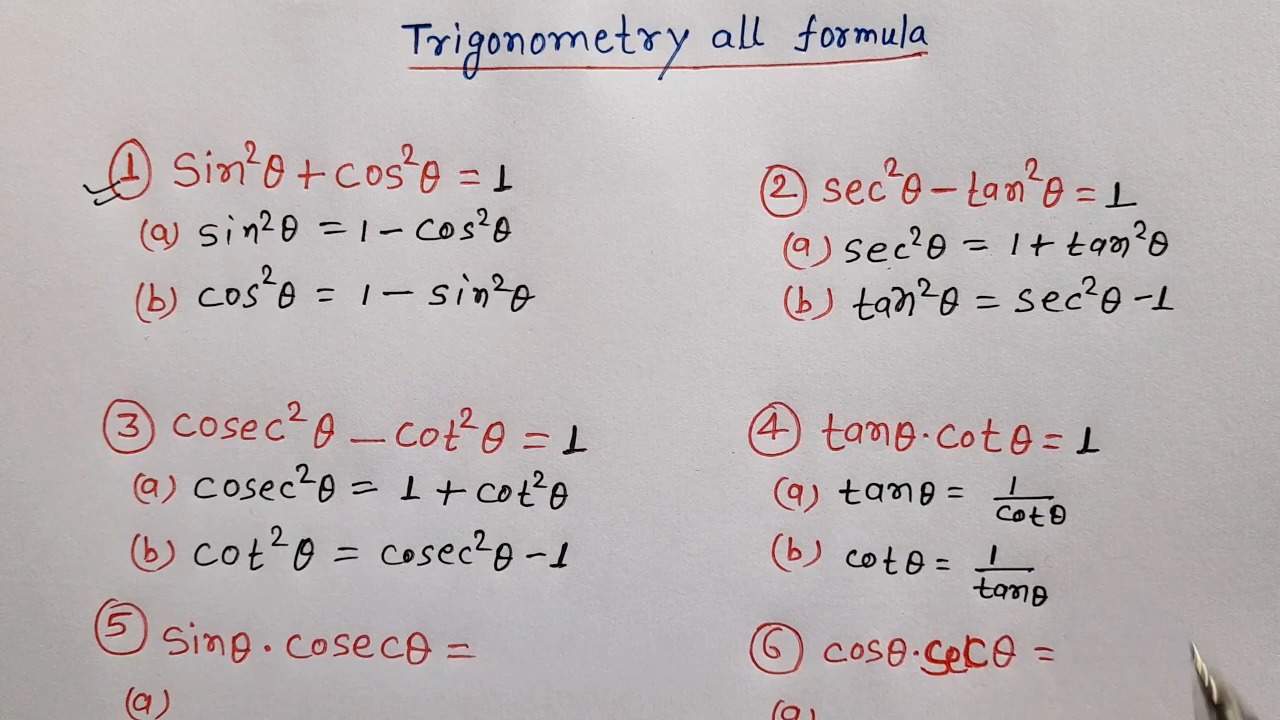 Trigonometry all formula
① Sin²θ + cos²θ = 1
(a) sin²θ = 1 − cos²θ
(b) cos²θ = 1 − sin²θ
② sec²θ − tan²θ = 1
(a) sec²θ = 1 + tan²θ
(b) tan²θ = sec²θ − 1
③ cosec²θ − cot²θ = 1
(a) cosec²θ = 1 + cot²θ
(b) cot²θ = cosec²θ − 1
④ tanθ · cotθ = 1
(a) tanθ = 1/cotθ
(b) cotθ = 1/tanθ
⑤ sinθ · cosecθ =
(a)
⑥ cosθ · secθ =
(a)